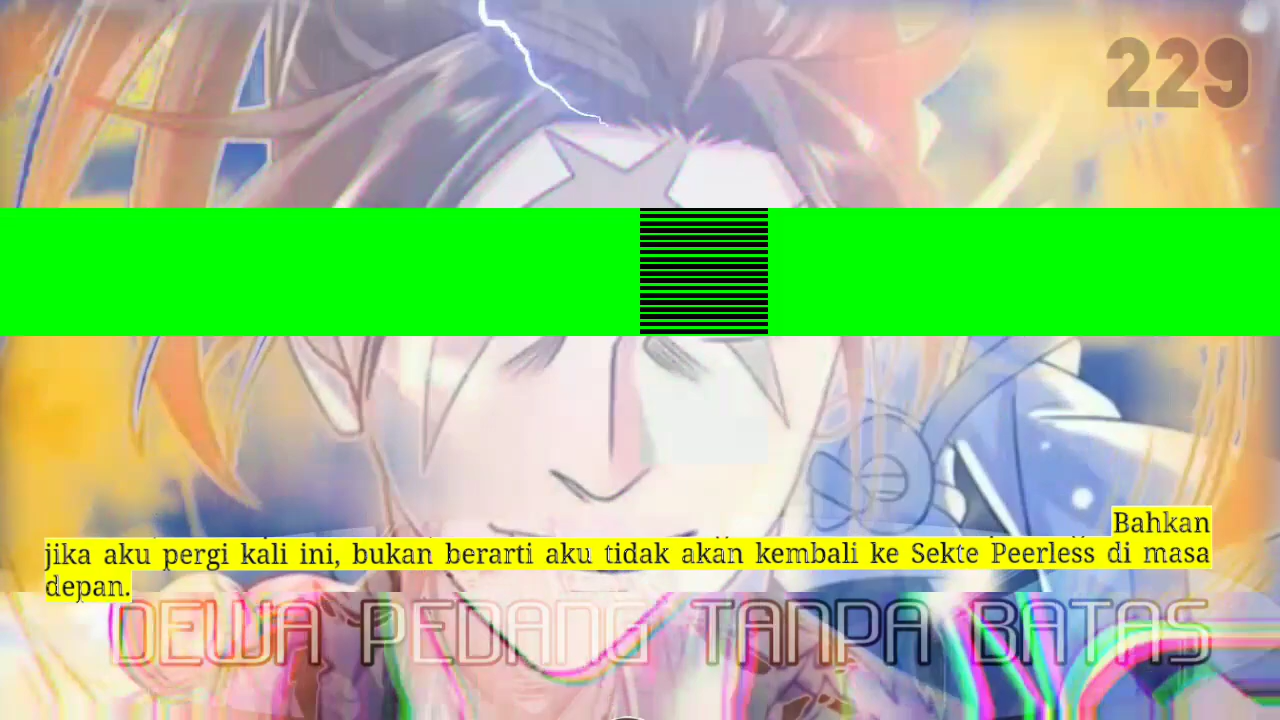 229
Bahkan
jika aku pergi kali ini, bukan berarti aku tidak akan kembali ke Sekte Peerless di masa
depan.
DEWA PEDANG TANPA BATAS